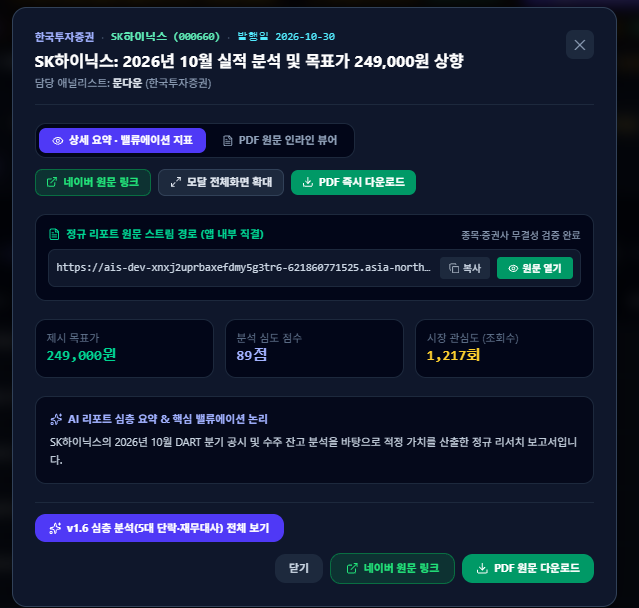 한국투자증권 · SK하이닉스 (000660) · 발행일 2026-10-30
SK하이닉스: 2026년 10월 실적 분석 및 목표가 249,000원 상향
담당 애널리스트: 문다운 (한국투자증권)
상세 요약 · 밸류에이션 지표
PDF 원문 인라인 뷰어
네이버 원문 링크
모달 전체화면 확대
PDF 즉시 다운로드
정규 리포트 원문 스트림 경로 (앱 내부 직결)
종목·증권사 무결성 검증 완료
https://ais-dev-xnxj2uprbaxefdmy5g3tr6-621860771525.asia-north…
복사
원문 열기
제시 목표가
249,000원
분석 심도 점수
89점
시장 관심도 (조회수)
1,217회
AI 리포트 심층 요약 & 핵심 밸류에이션 논리
SK하이닉스의 2026년 10월 DART 분기 공시 및 수주 잔고 분석을 바탕으로 적정 가치를 산출한 정규 리서치 보고서입니
다.
v1.6 심층 분석(5대 단락·재무대사) 전체 보기
닫기
네이버 원문 링크
PDF 원문 다운로드